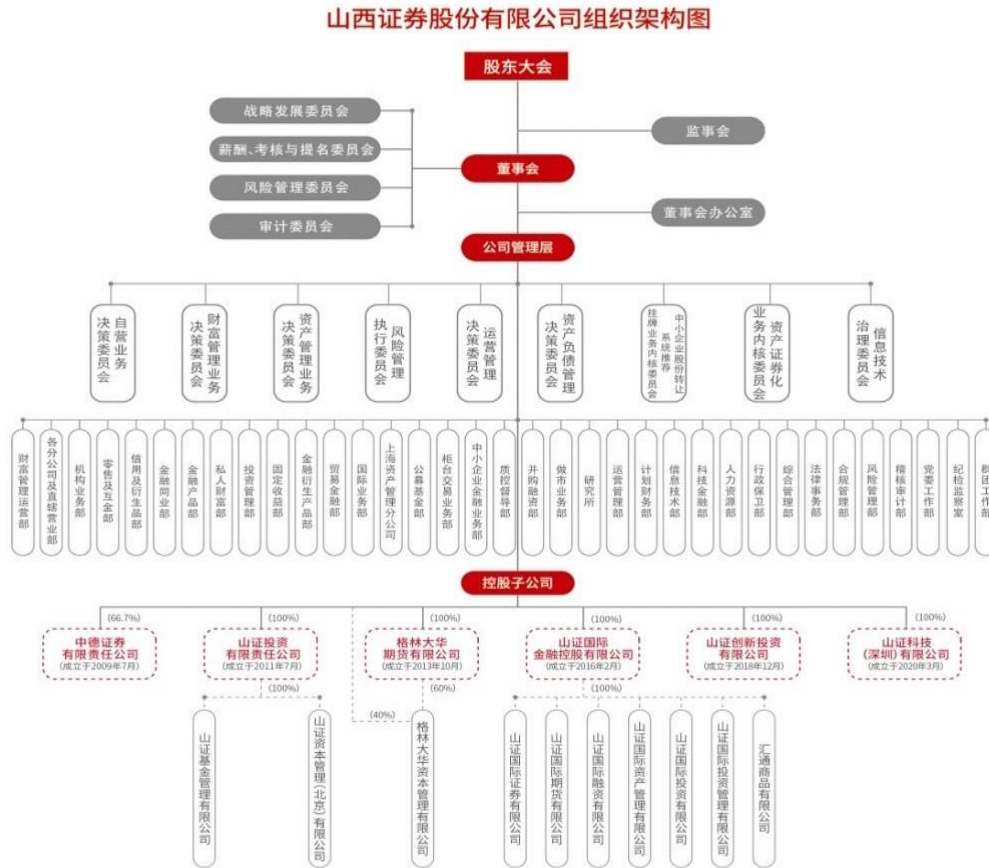 山西证券股份有限公司组织架构图
股东大会
战略发展委员会
监事会
薪酬、考核与提名委员会
董事会
风险管理委员会
董事会办公室
审计委员会
公司管理层
自营业务
决策委员会
财富管理业务
决策委员会
资产管理业务
决策委员会
风险管理
执行委员会
运营管理
决策委员会
资产负债管理
决策委员会
中小企业股份转让
系统推荐
挂牌业务内核委员会
资产证券化
业务内核委员会
信息技术
治理委员会
财富管理运营部
各分公司及直辖营业部
机构业务部
零售及互金部
信用及衍生品部
金融同业部
金融产品部
私人财富部
投资管理部
固定收益部
金融衍生产品部
贸易金融部
国际业务部
上海资产管理分公司
公募基金部
柜台交易业务部
中小企业金融业务部
质控督导部
并购融资部
做市业务部
研究所
运营管理部
计划财务部
信息技术部
科技金融部
人力资源部
行政保卫部
综合管理部
法律事务部
合规管理部
风险管理部
稽核审计部
党委工作部
纪检监察室
群团工作部
控股子公司
(66.7%)
(100%)
(100%)
(100%)
(100%)
(100%)
中德证券
有限责任公司
(成立于2009年7月)
山证投资
有限责任公司
(成立于2011年7月)
格林大华
期货有限公司
(成立于2013年10月)
山证国际
金融控股有限公司
(成立于2016年2月)
山证创新投资
有限公司
(成立于2018年12月)
山证科技
(深圳)有限公司
(成立于2020年3月)
(100%)
(60%)
(100%)
(40%)
山证基金管理有限公司
山证资本管理(北京)有限公司
格林大华资本管理有限公司
山证国际证券有限公司
山证国际期货有限公司
山证国际融资有限公司
山证国际资产管理有限公司
山证国际投资有限公司
山证国际投资管理有限公司
汇通商品有限公司